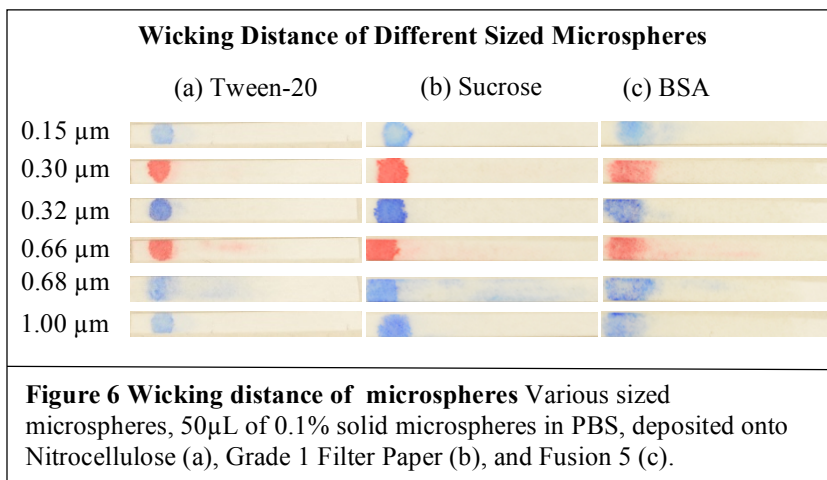 Wicking Distance of Different Sized Microspheres
(a) Tween-20 (b) Sucrose (c) BSA
0.15 µm
0.30 µm
0.32 µm
0.66 µm
0.68 µm
1.00 µm
Figure 6 Wicking distance of microspheres Various sized
microspheres, 50µL of 0.1% solid microspheres in PBS, deposited onto
Nitrocellulose (a), Grade 1 Filter Paper (b), and Fusion 5 (c).